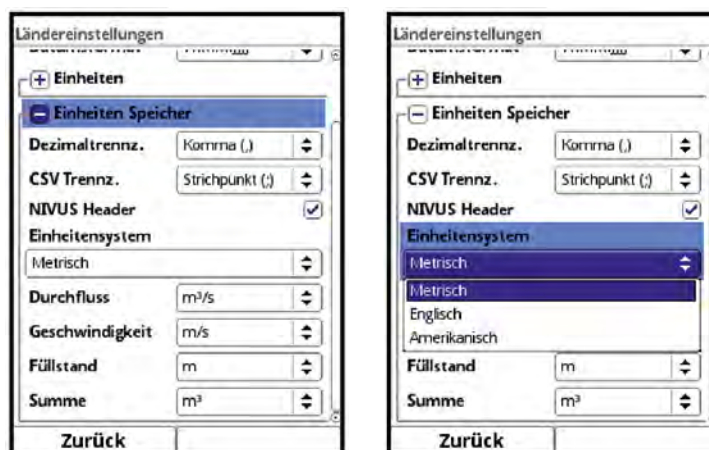 Ländereinstellungen
Einheiten
Einheiten Speicher
Dezimaltrennz. Komma (,)
CSV Trennz. Strichpunkt (;)
NIVUS Header
Einheitensystem
Metrisch
Durchfluss m³/s
Geschwindigkeit m/s
Füllstand m
Summe m³
Zurück
Ländereinstellungen
Einheiten
Einheiten Speicher
Dezimaltrennz. Komma (,)
CSV Trennz. Strichpunkt (;)
NIVUS Header
Einheitensystem
Metrisch
Metrisch
Englisch
Amerikanisch
Füllstand m
Summe m³
Zurück